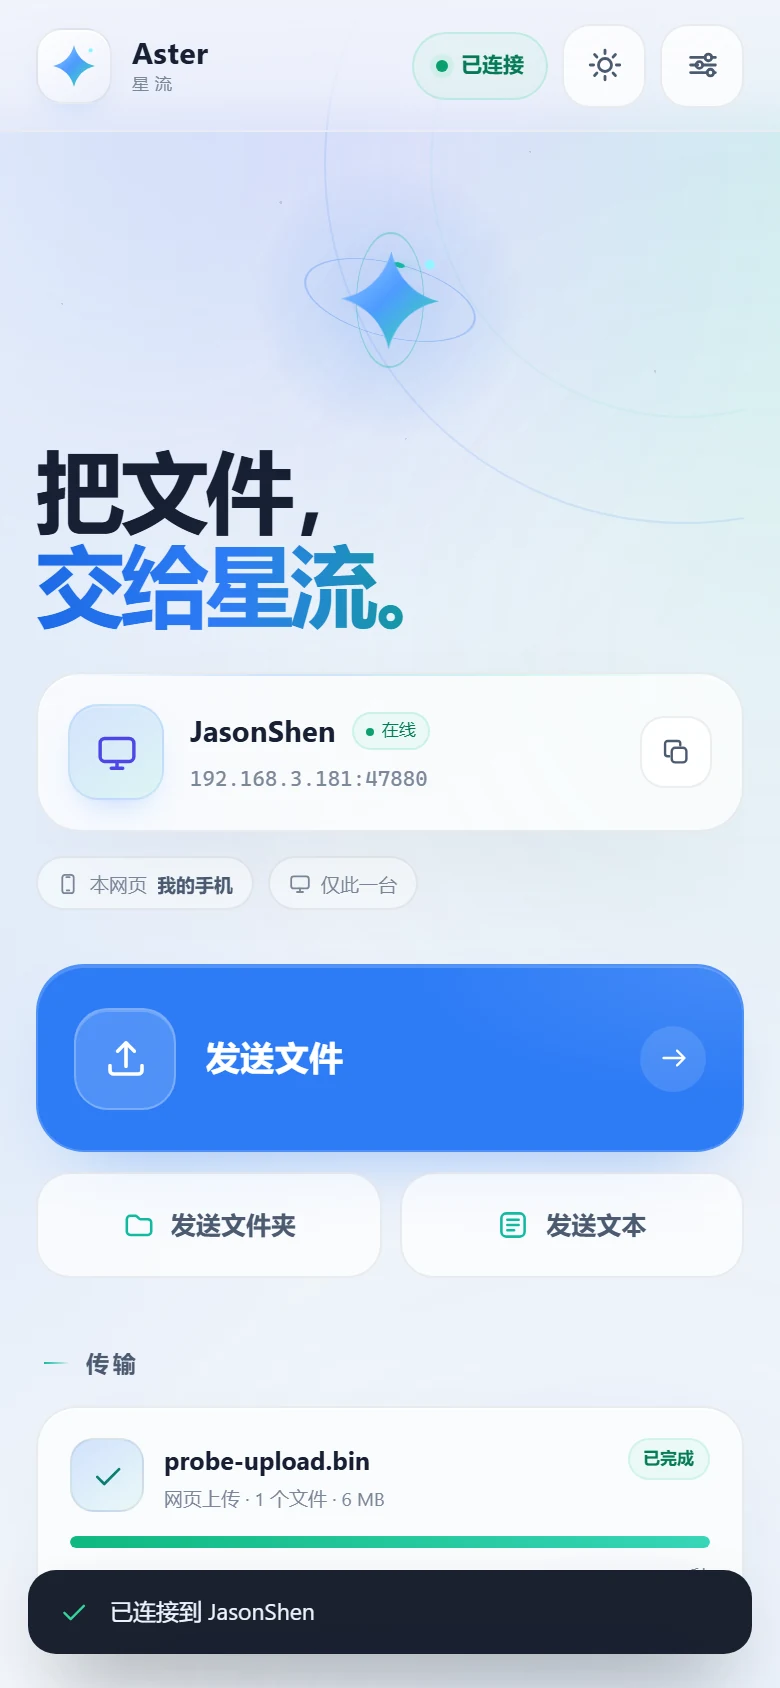 Aster
星流
已连接
把文件，
交给星流。
JasonShen
在线
192.168.3.181:47880
本网页 我的手机
仅此一台
发送文件
发送文件夹
发送文本
传输
probe-upload.bin
已完成
网页上传 · 1 个文件 · 6 MB
已连接到 JasonShen